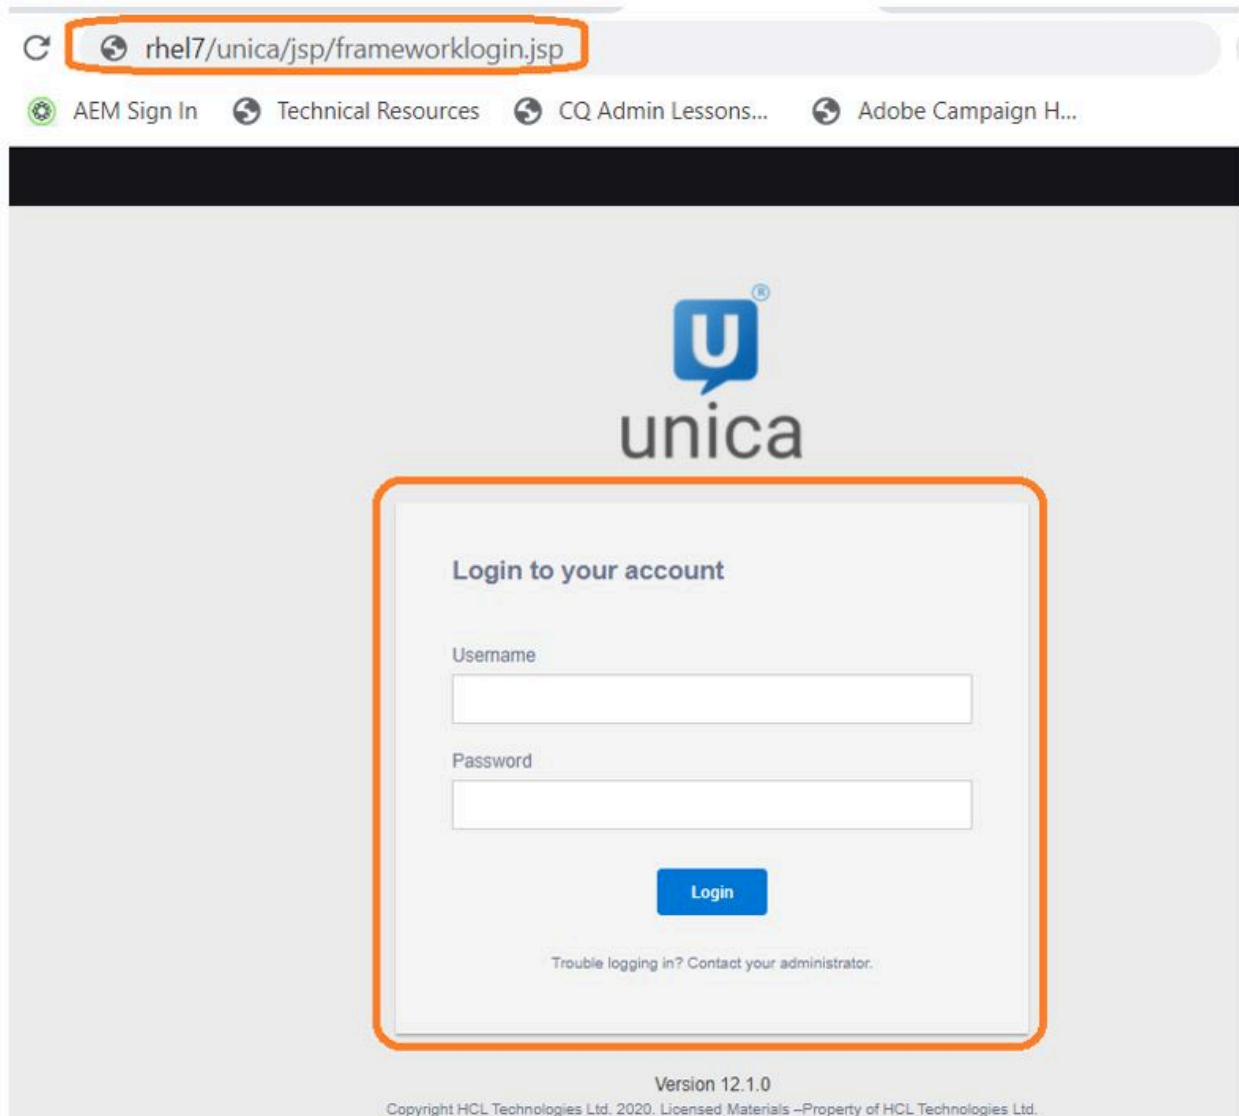 rhel7/unica/jsp/frameworklogin.jsp
AEM Sign In Technical Resources CQ Admin Lessons... Adobe Campaign H...
U®
unica
Login to your account
Username
Password
Login
Trouble logging in? Contact your administrator.
Version 12.1.0
Copyright HCL Technologies Ltd. 2020. Licensed Materials –Property of HCL Technologies Ltd.